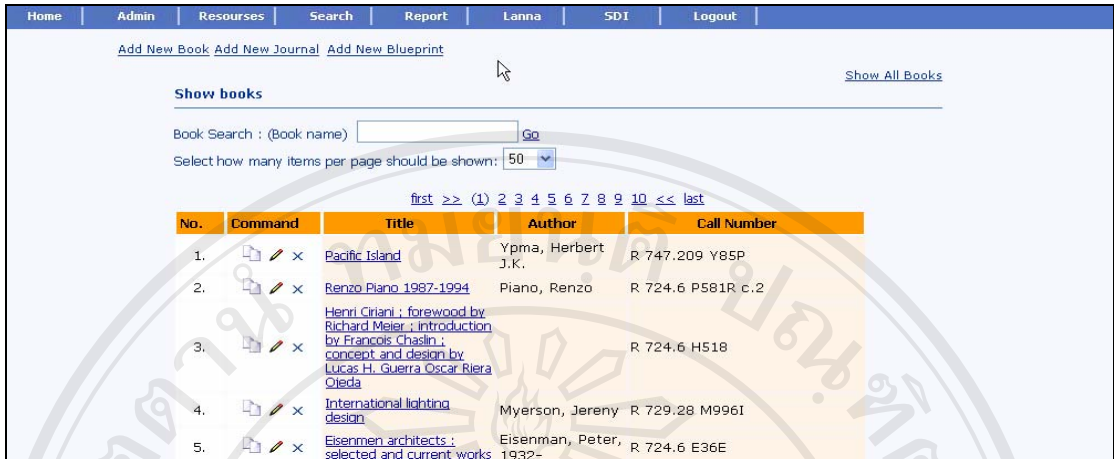 Home Admin Resourses Search Report Lanna SDI Logout
Add New Book Add New Journal Add New Blueprint
Show All Books
Show books
Book Search : (Book name) Go
Select how many items per page should be shown: 50
first >> (1) 2 3 4 5 6 7 8 9 10 << last
No. Command Title Author Call Number
1. Pacific Island Ypma, Herbert J.K. R 747.209 Y85P
2. Renzo Piano 1987-1994 Piano, Renzo R 724.6 P581R c.2
3. Henri Ciriani ; forewood by
Richard Meier ; introduction
by Francois Chaslin ;
concept and design by
Lucas H. Guerra Oscar Riera
Ojeda
R 724.6 H518
4. International lighting
design
Myerson, Jereny R 729.28 M996I
5. Eisenmen architects :
selected and current works
Eisenman, Peter,
1932-
R 724.6 E36E